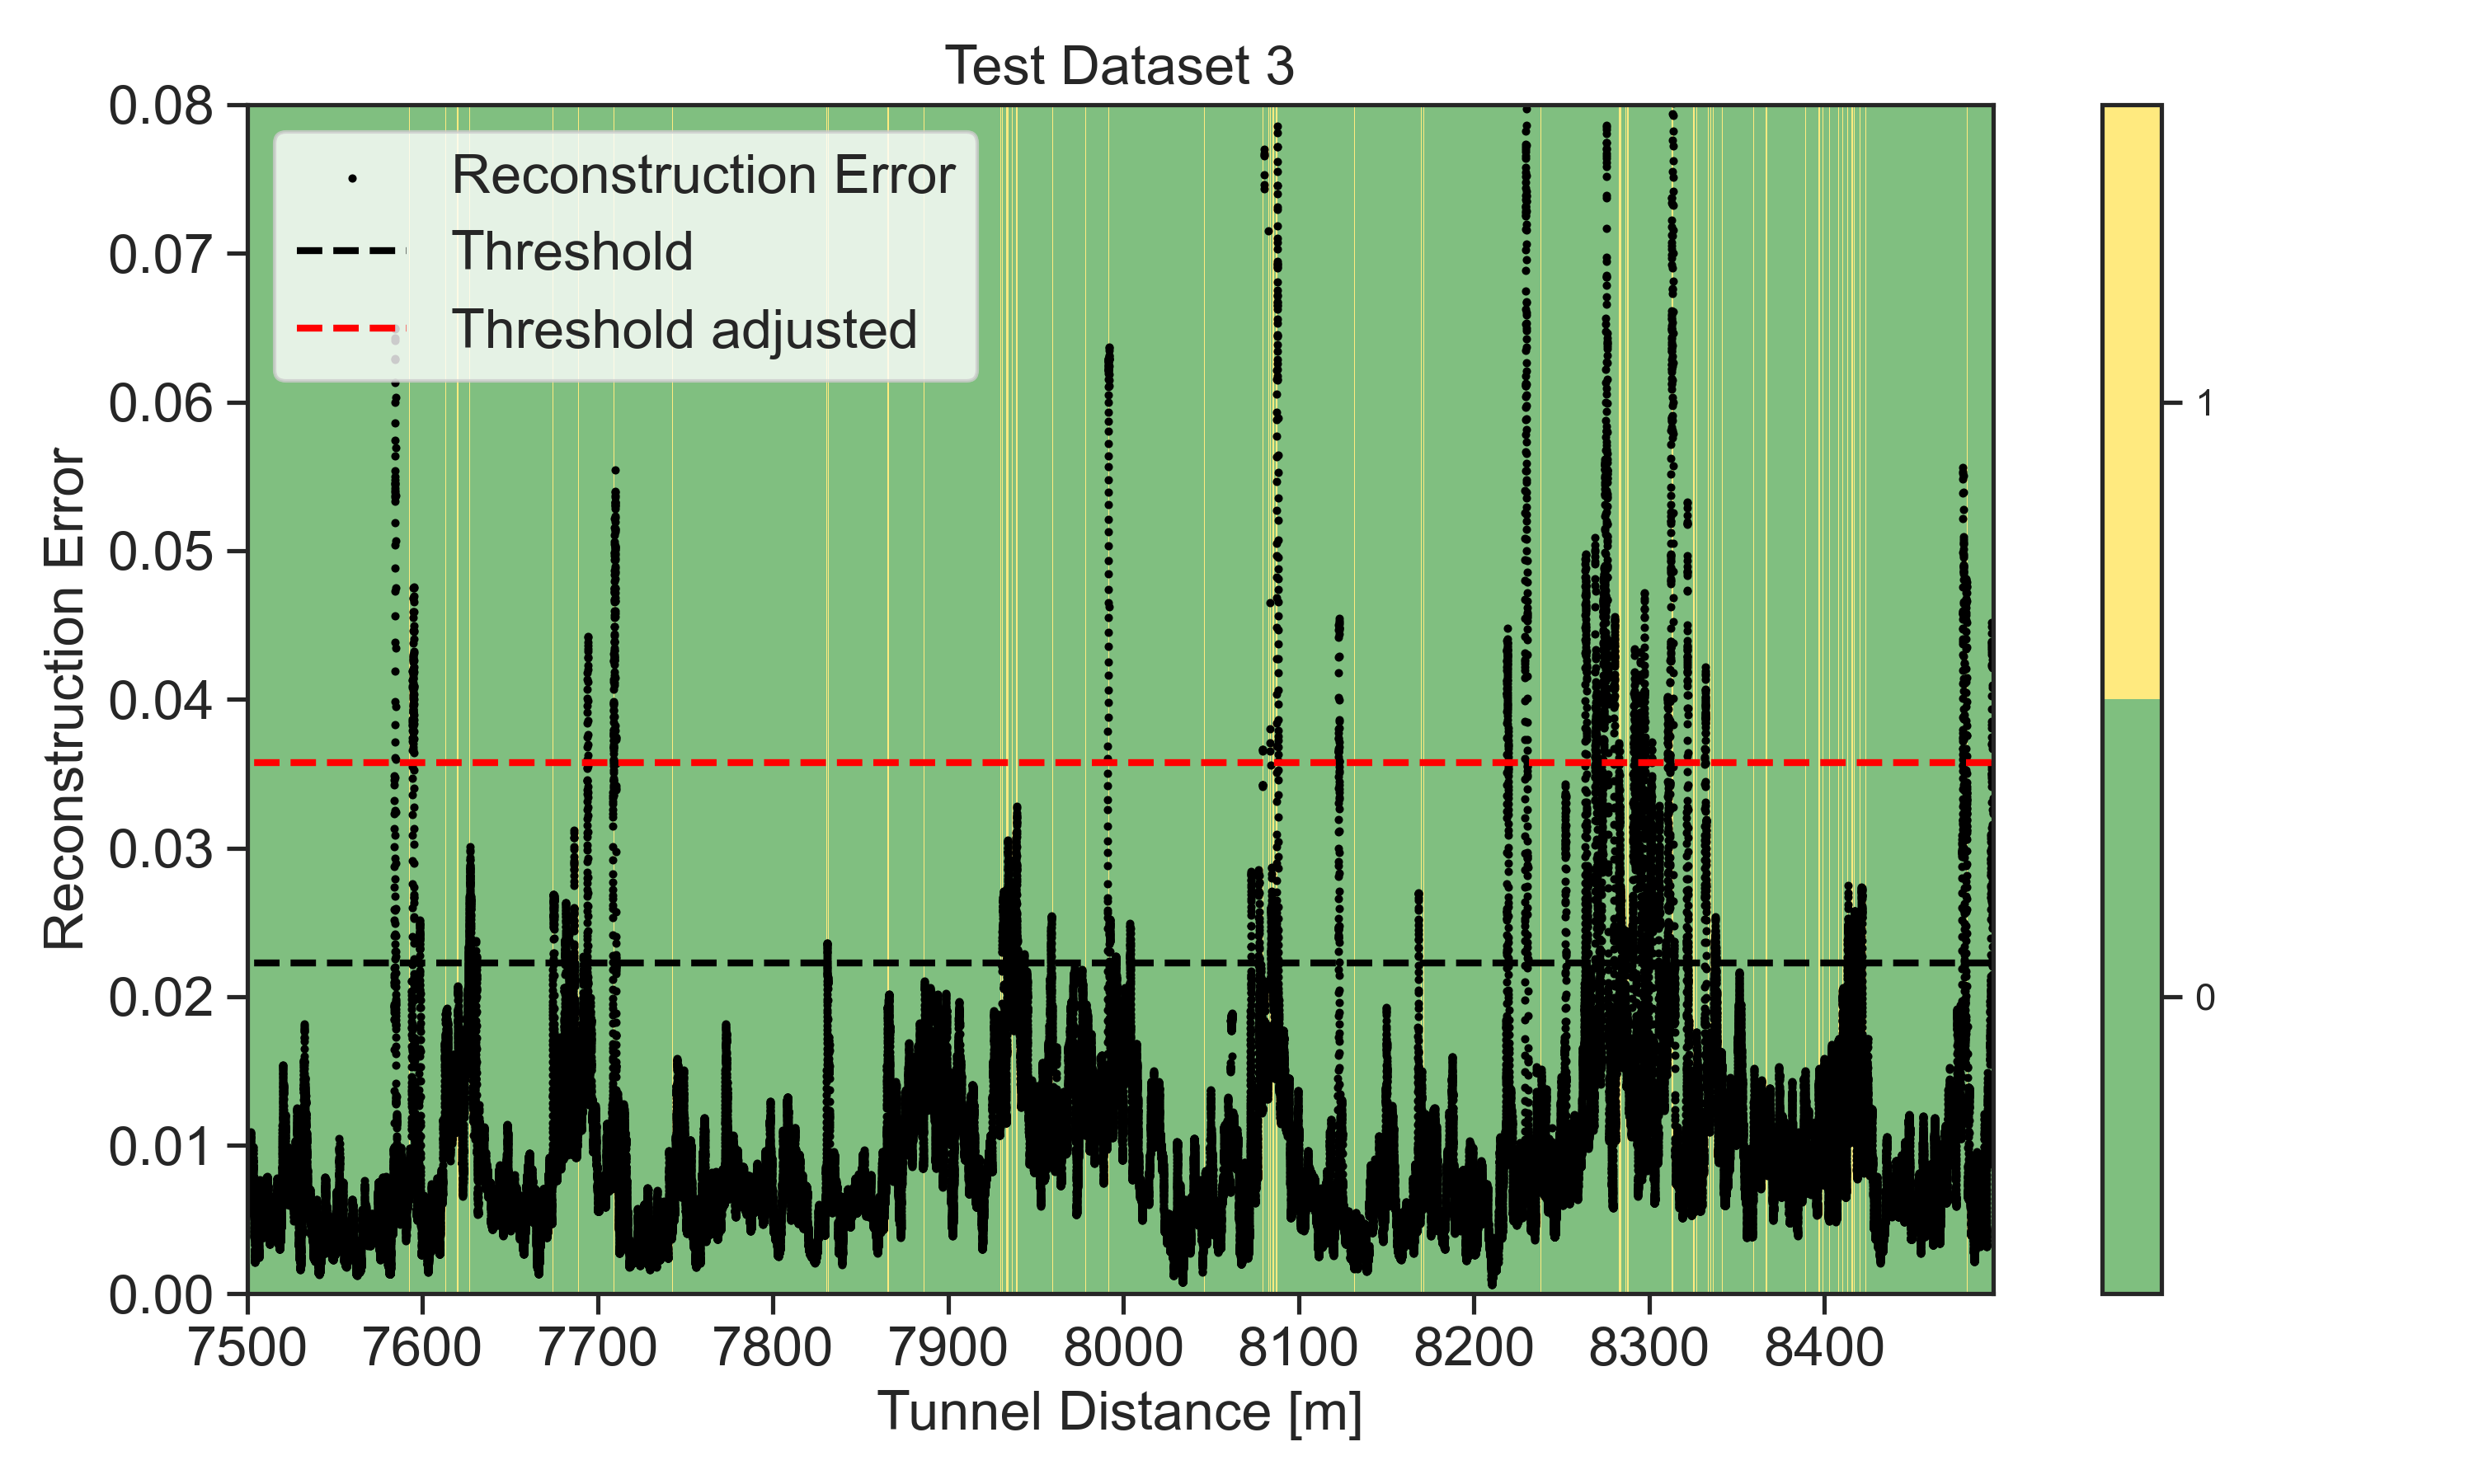 Test Dataset 3
Reconstruction Error
Threshold
Threshold adjusted
Reconstruction Error
0.08
0.07
0.06
0.05
0.04
0.03
0.02
0.01
0.00
7500 7600 7700 7800 7900 8000 8100 8200 8300 8400
Tunnel Distance [m]
1
0